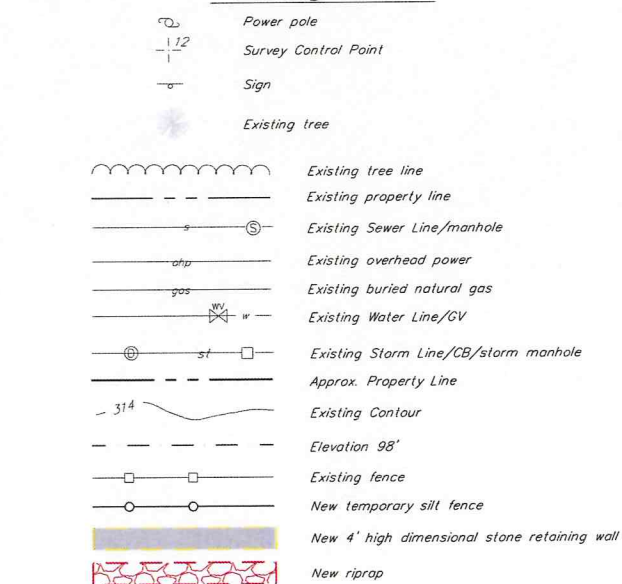 Power pole
12
Survey Control Point
Sign
Existing tree
Existing tree line
Existing property line
s S Existing Sewer Line/manhole
ohp Existing overhead power
gas Existing buried natural gas
WV
w Existing Water Line/GV
D st Existing Storm Line/CB/storm manhole
Approx. Property Line
314 Existing Contour
Elevation 98'
Existing fence
New temporary silt fence
New 4' high dimensional stone retaining wall
New riprap